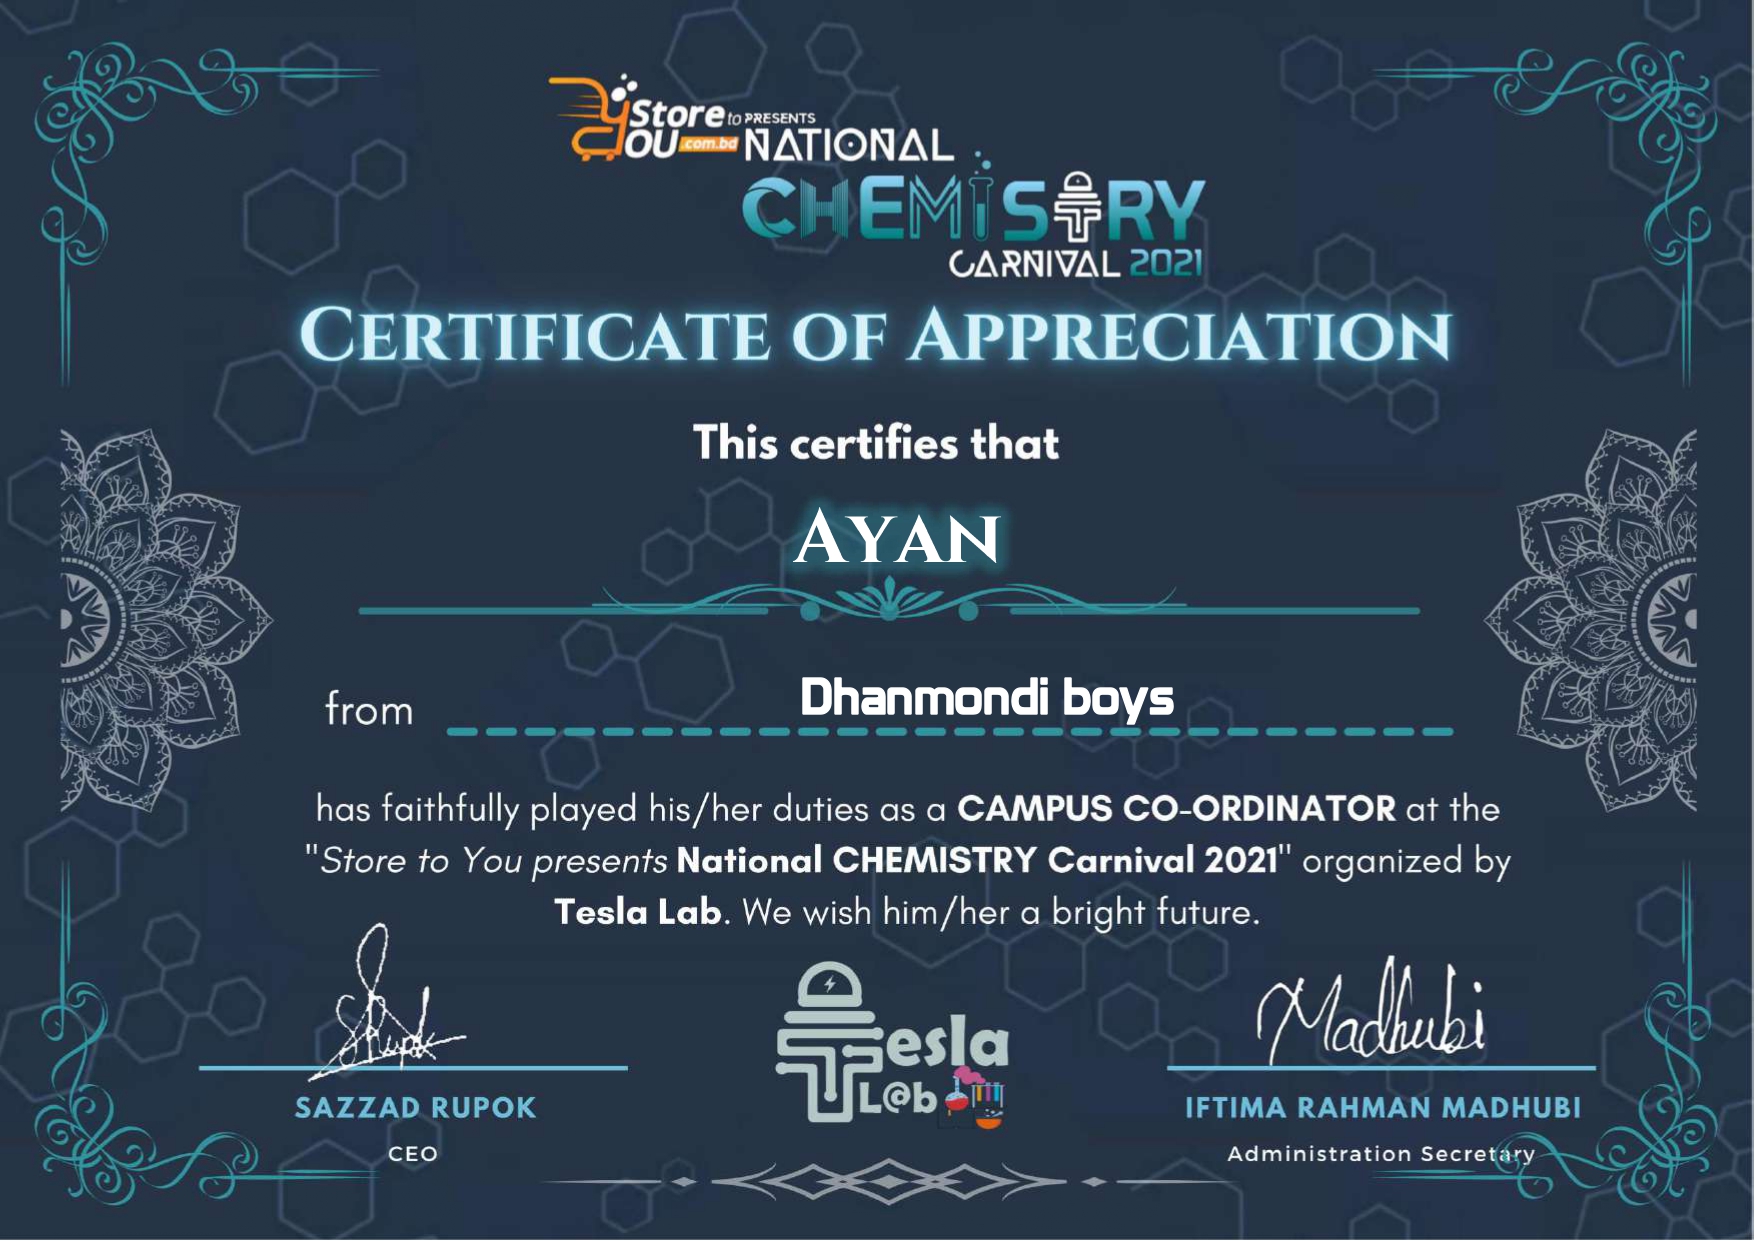 Store to PRESENTS
YOU .com.bd NATIONAL
CHEMISTRY
CARNIVAL 2021
CERTIFICATE OF APPRECIATION
This certifies that
AYAN
from Dhanmondi boys
has faithfully played his/her duties as a CAMPUS CO-ORDINATOR at the
"Store to You presents National CHEMISTRY Carnival 2021" organized by
Tesla Lab. We wish him/her a bright future.
SRupok
Madhubi
Tesla
L@b
SAZZAD RUPOK
CEO
IFTIMA RAHMAN MADHUBI
Administration Secretary